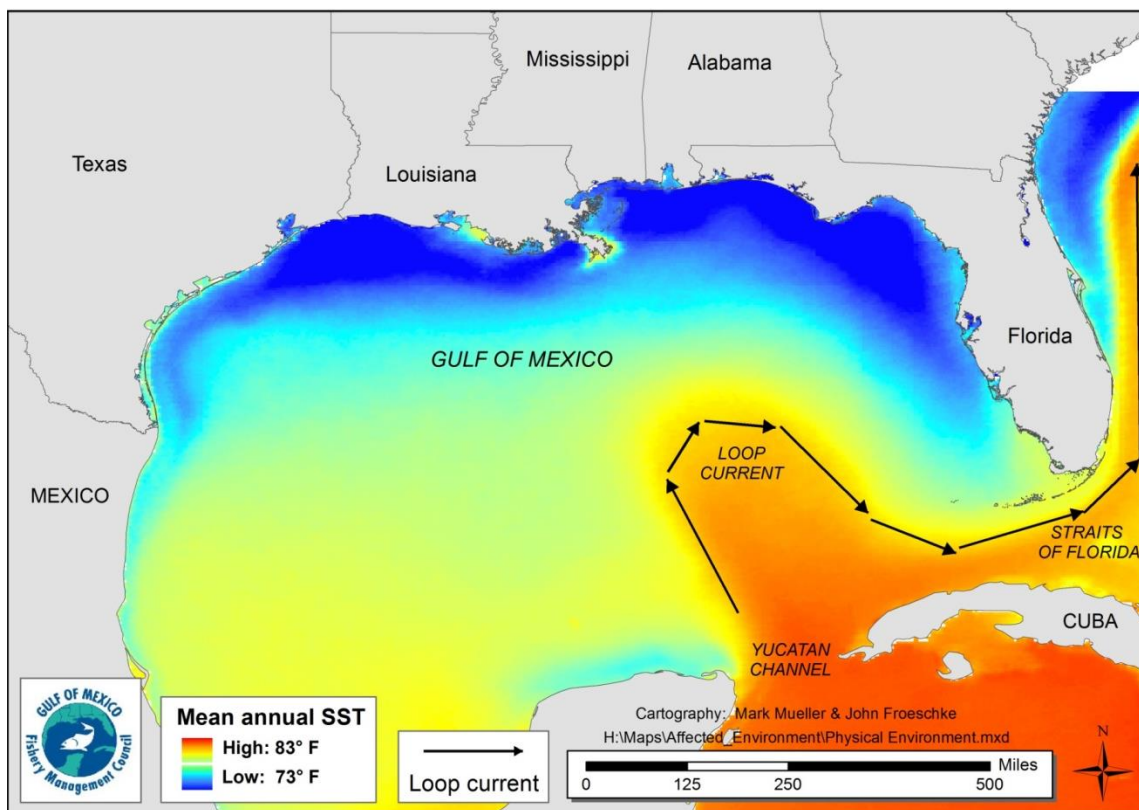 Mississippi
Alabama
Texas
Louisiana
GULF OF MEXICO
Florida
LOOP
CURRENT
MEXICO
STRAITS
OF FLORIDA
CUBA
YUCATAN
CHANNEL
GULF OF MEXICO
Fishery Management Council
Mean annual SST
High: 83° F
Low: 73° F
Loop current
Cartography: Mark Mueller & John Froeschke
H:\Maps\Affected_Environment\Physical Environment.mxd
Miles
0 125 250 500
N